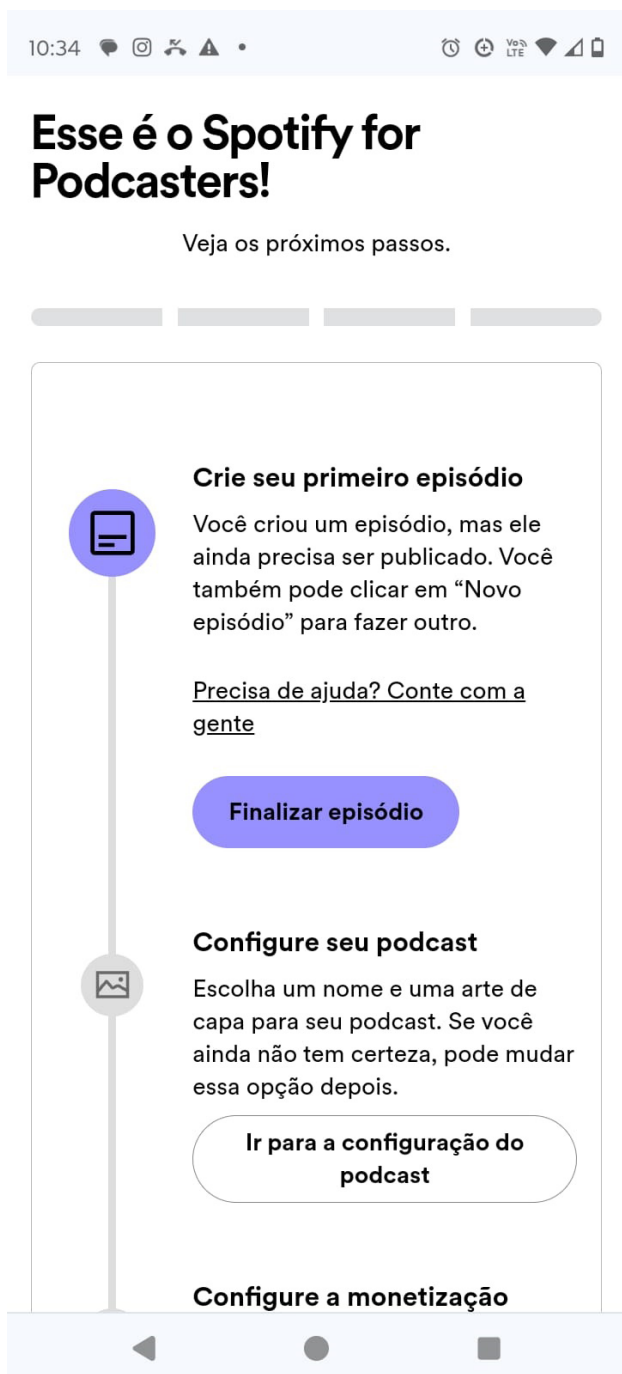 10:34
Vo LTE
Esse é o Spotify for
Podcasters!
Veja os próximos passos.
Crie seu primeiro episódio
Você criou um episódio, mas ele
ainda precisa ser publicado. Você
também pode clicar em “Novo
episódio” para fazer outro.
Precisa de ajuda? Conte com a
gente
Finalizar episódio
Configure seu podcast
Escolha um nome e uma arte de
capa para seu podcast. Se você
ainda não tem certeza, pode mudar
essa opção depois.
Ir para a configuração do
podcast
Configure a monetização